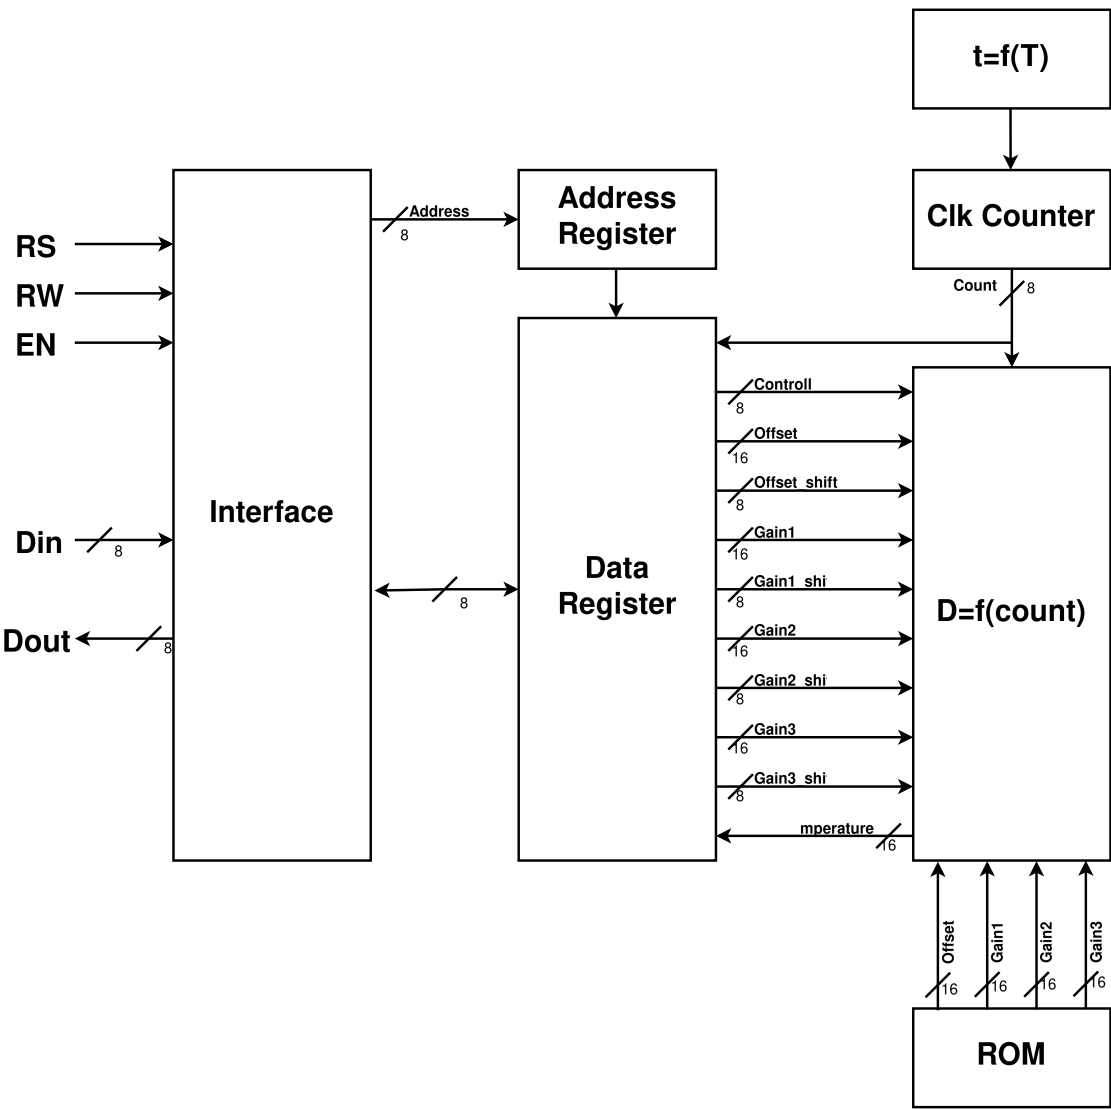 t=f(T)
Clk Counter
Count
8
Address
Register
Address
8
RS
RW
EN
Din
8
Dout
8
Interface
8
Data
Register
Controll
8
Offset
16
Offset_shift
8
Gain1
16
Gain1_shi
8
Gain2
16
Gain2_shi
8
Gain3
16
Gain3_shi
8
mperature
16
D=f(count)
Offset
16
Gain1
16
Gain2
16
Gain3
16
ROM